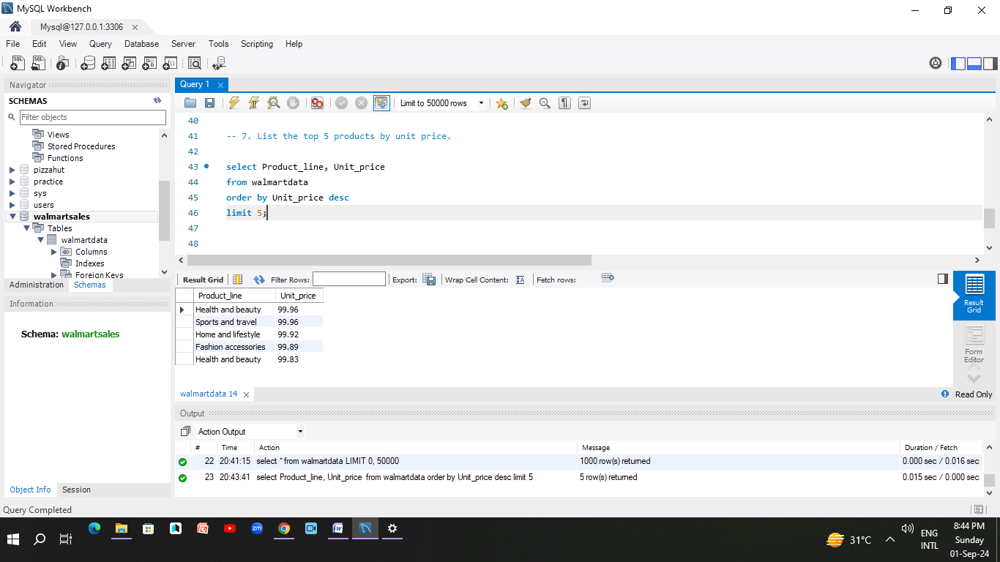 MySQL Workbench
Mysql@127.0.0.1:3306
File Edit View Query Database Server Tools Scripting Help
Navigator
SCHEMAS
Filter objects
Views
Stored Procedures
Functions
pizzahut
practice
sys
users
walmartsales
Tables
walmartdata
Columns
Indexes
Foreign Keys
Administration Schemas
Information
Schema: walmartsales
Object Info Session
Query 1
Limit to 50000 rows
40
41 -- 7. List the top 5 products by unit price.
42
43 select Product_line, Unit_price
44 from walmartdata
45 order by Unit_price desc
46 limit 5;
47
48
Result Grid Filter Rows: Export: Wrap Cell Content: Fetch rows:
Product_line Unit_price
Health and beauty 99.96
Sports and travel 99.96
Home and lifestyle 99.92
Fashion accessories 99.89
Health and beauty 99.83
Result
Grid
Form
Editor
walmartdata 14
Read Only
Output
Action Output
# Time Action Message Duration / Fetch
22 20:41:15 select * from walmartdata LIMIT 0, 50000 1000 row(s) returned 0.000 sec / 0.016 sec
23 20:43:41 select Product_line, Unit_price from walmartdata order by Unit_price desc limit 5 5 row(s) returned 0.015 sec / 0.000 sec
Query Completed
31°C
ENG
INTL
8:44 PM
Sunday
01-Sep-24